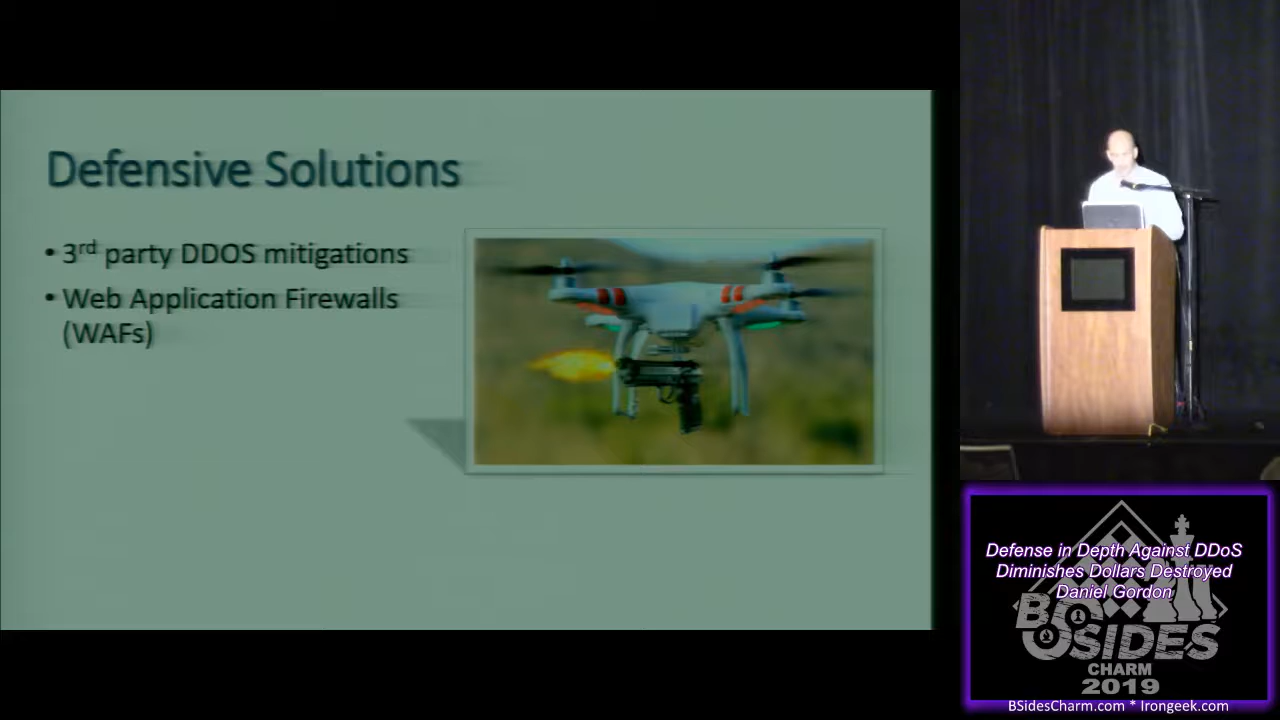 Defensive Solutions
• 3rd party DDOS mitigations
• Web Application Firewalls
(WAFs)
Defense in Depth Against DDoS
Diminishes Dollars Destroyed
Daniel Gordon
BSIDES
CHARM
2019
BSidesCharm.com * Irongeek.com